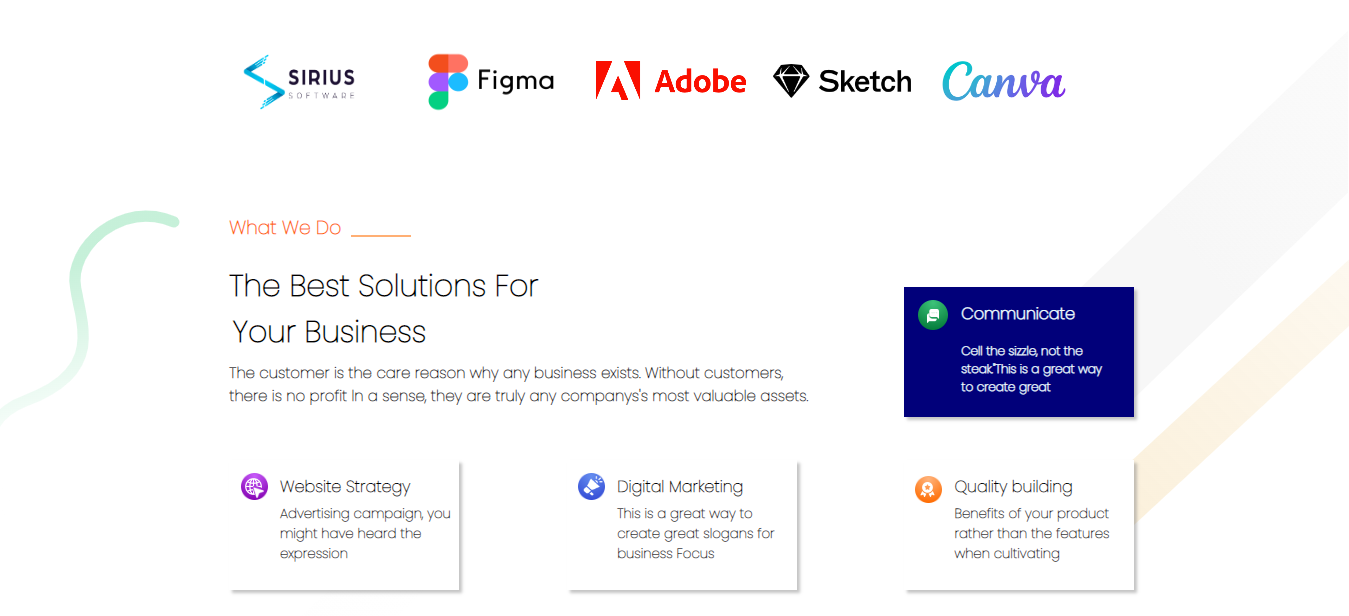 SIRIUS
SOFTWARE
Figma
Adobe
Sketch
Canva
What We Do
The Best Solutions For
Your Business
The customer is the care reason why any business exists. Without customers,
there is no profit In a sense, they are truly any companys's most valuable assets.
Communicate
Cell the sizzle, not the
steak."This is a great way
to create great
Website Strategy
Advertising campaign, you
might have heard the
expression
Digital Marketing
This is a great way to
create great slogans for
business Focus
Quality building
Benefits of your product
rather than the features
when cultivating